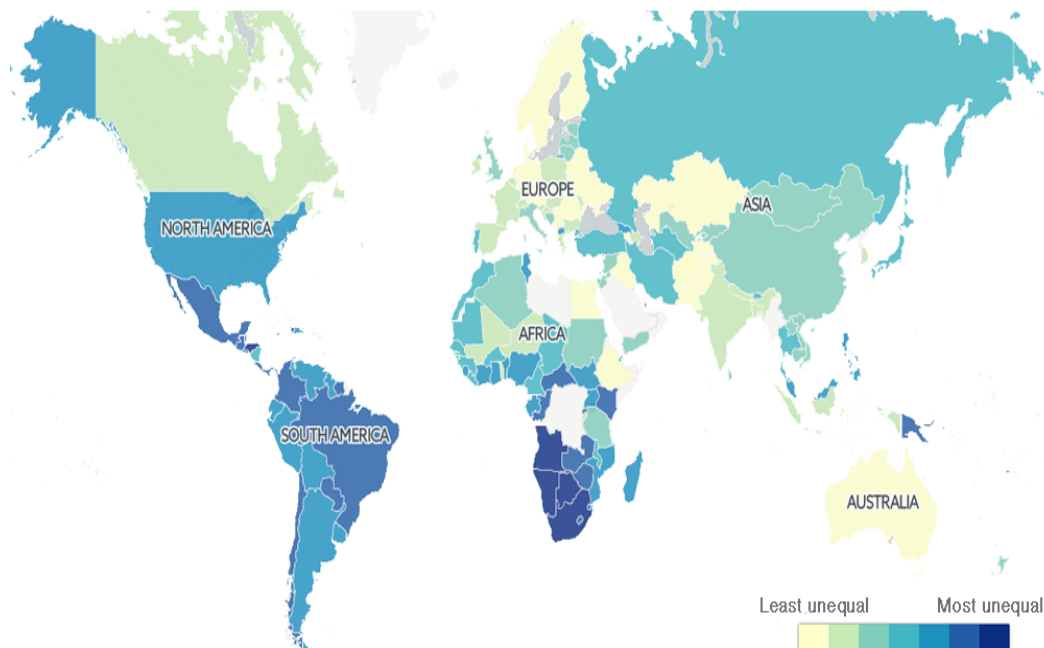 EUROPE
ASIA
NORTH AMERICA
AFRICA
SOUTH AMERICA
AUSTRALIA
Least unequal Most unequal